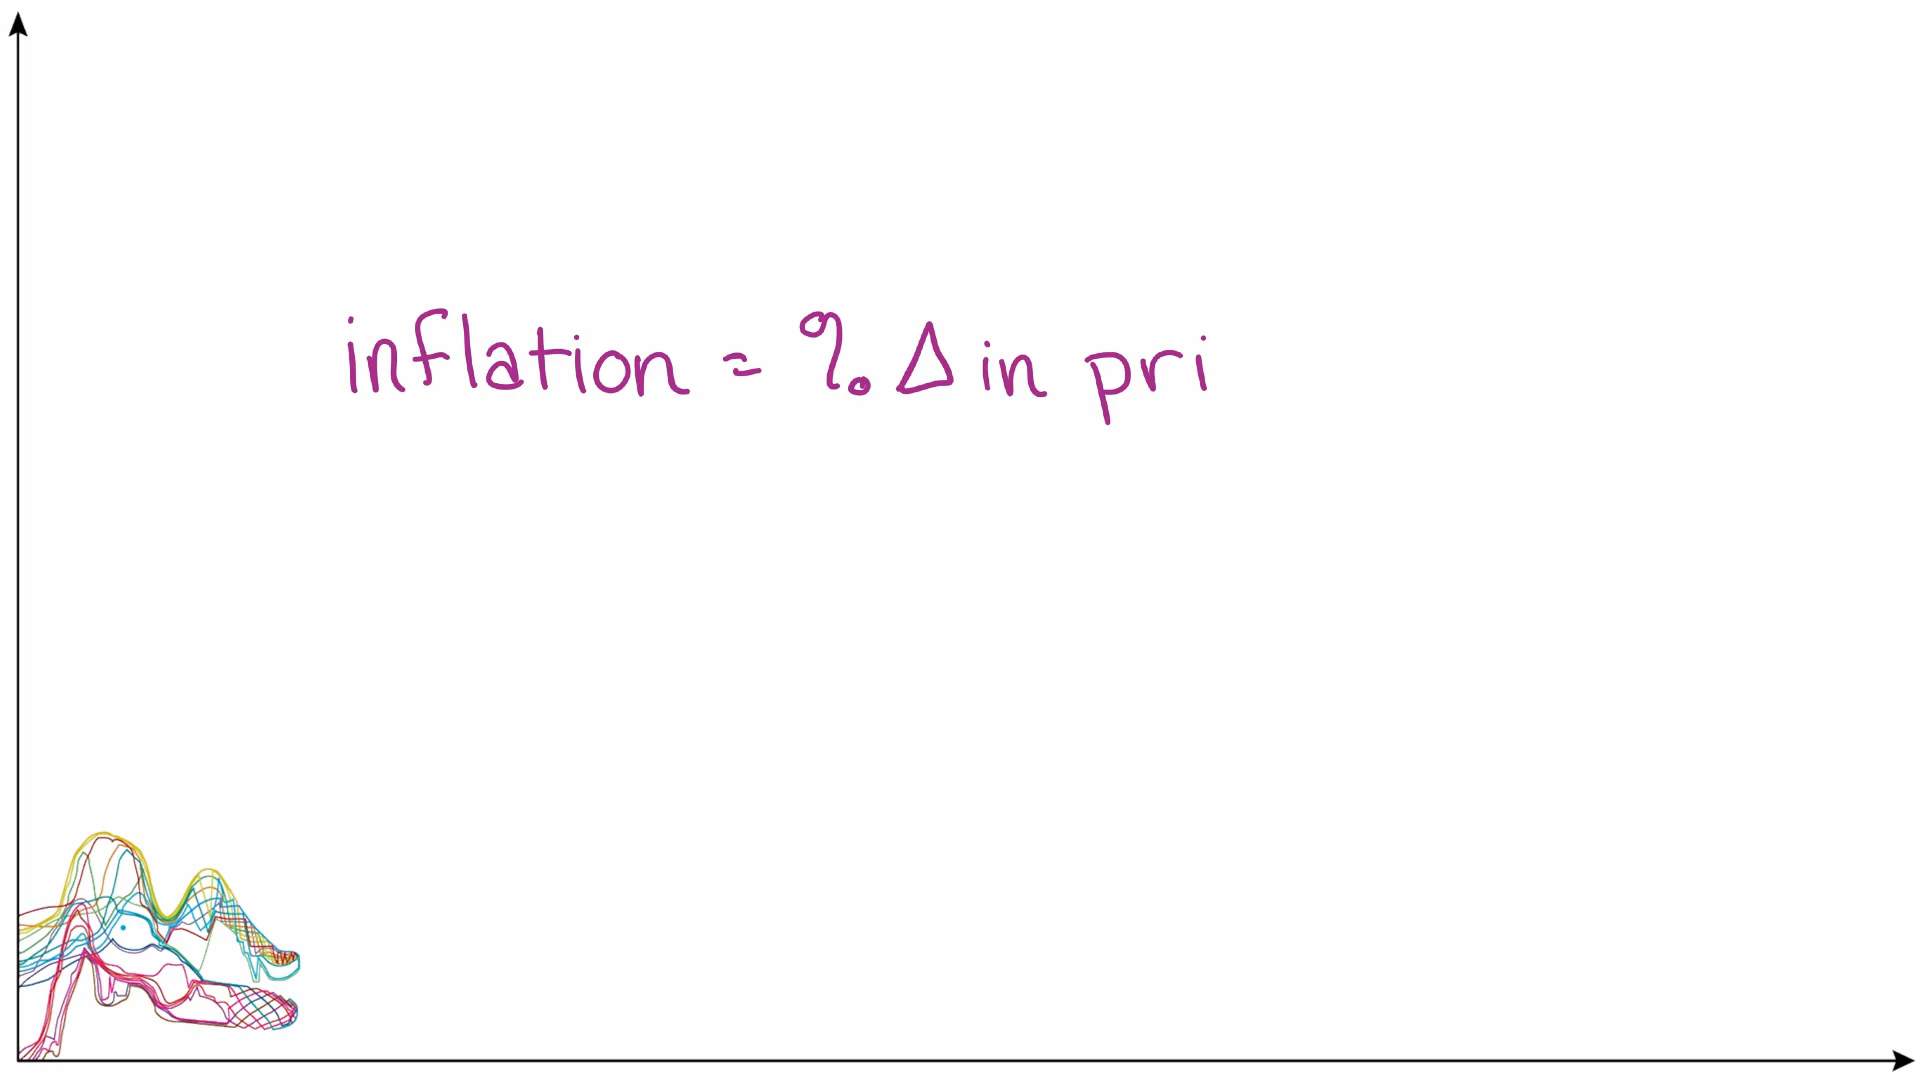 inflation = % Δ in pri